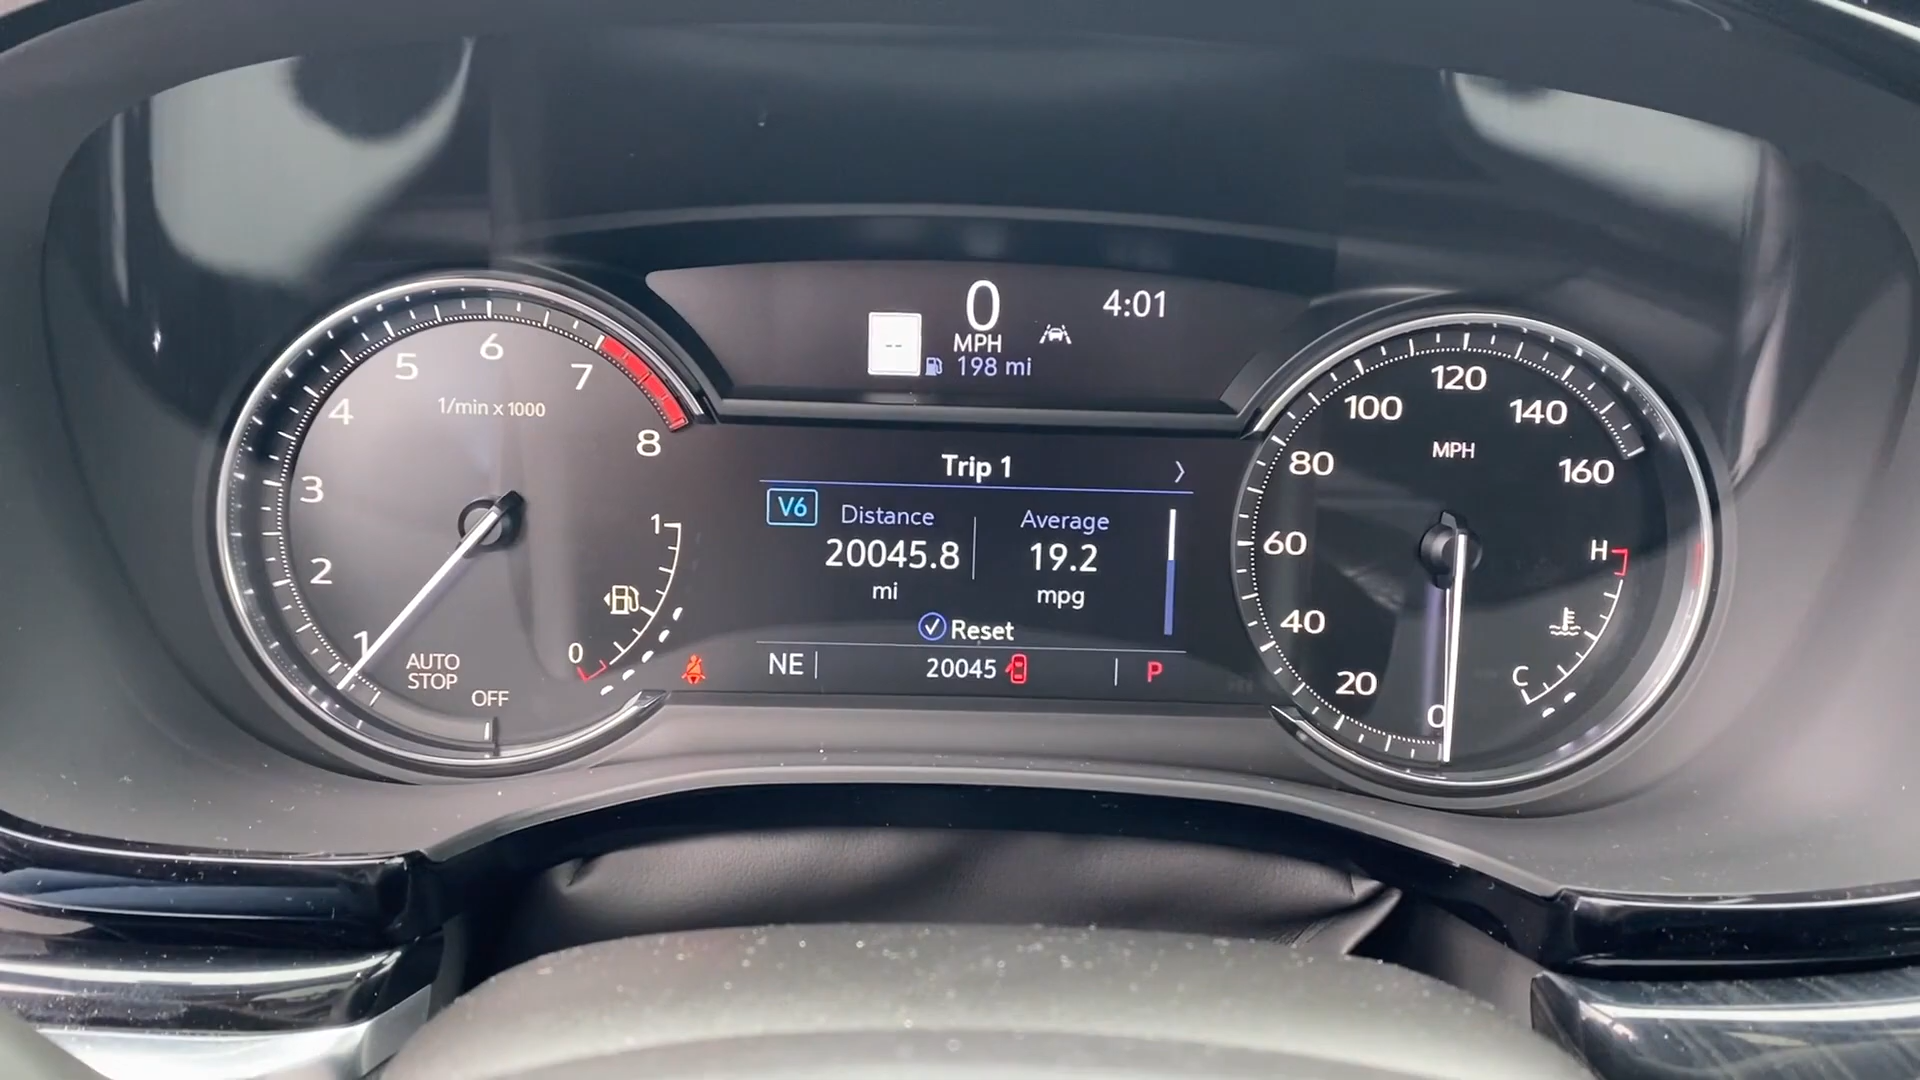 0
MPH
4:01
--
198 mi
1
2
3
4
5
6
7
8
1/min x 1000
AUTO
STOP
OFF
1
0
Trip 1
V6
Distance
20045.8
mi
Average
19.2
mpg
Reset
NE
20045
P
0
20
40
60
80
100
120
140
160
MPH
H
C